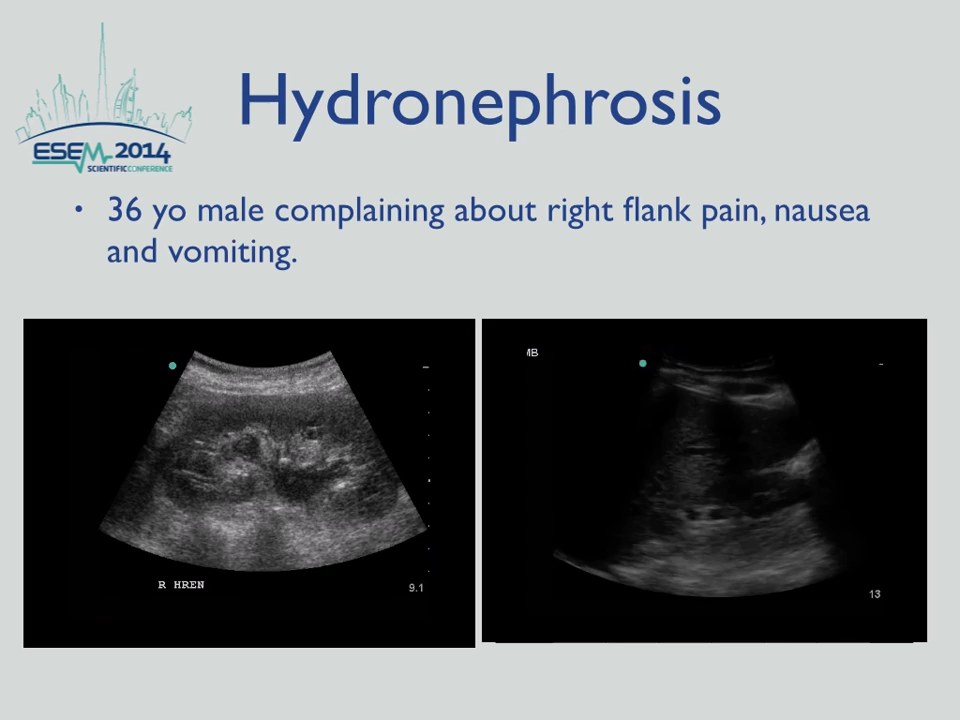 Hydronephrosis
ESEM 2014
SCIENTIFIC CONFERENCE
• 36 yo male complaining about right flank pain, nausea
and vomiting.
MB
R HREN
9.1
13